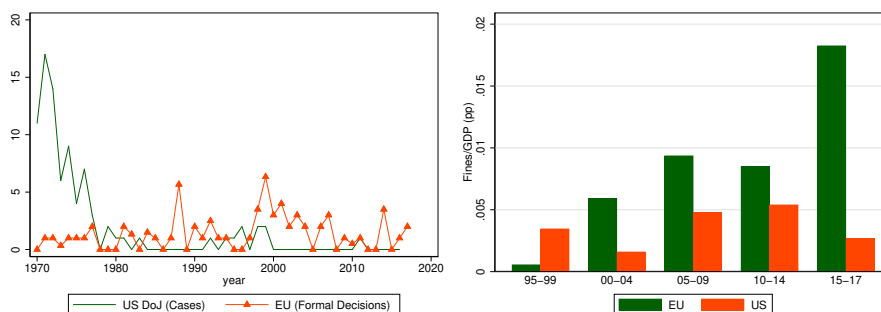 20
15
10
5
0
1970 1980 1990 2000 2010 2020
year
US DoJ (Cases) EU (Formal Decisions)
Fines/GDP (pp)
.02
.015
.01
.005
0
95–99 00–04 05–09 10–14 15–17
EU US